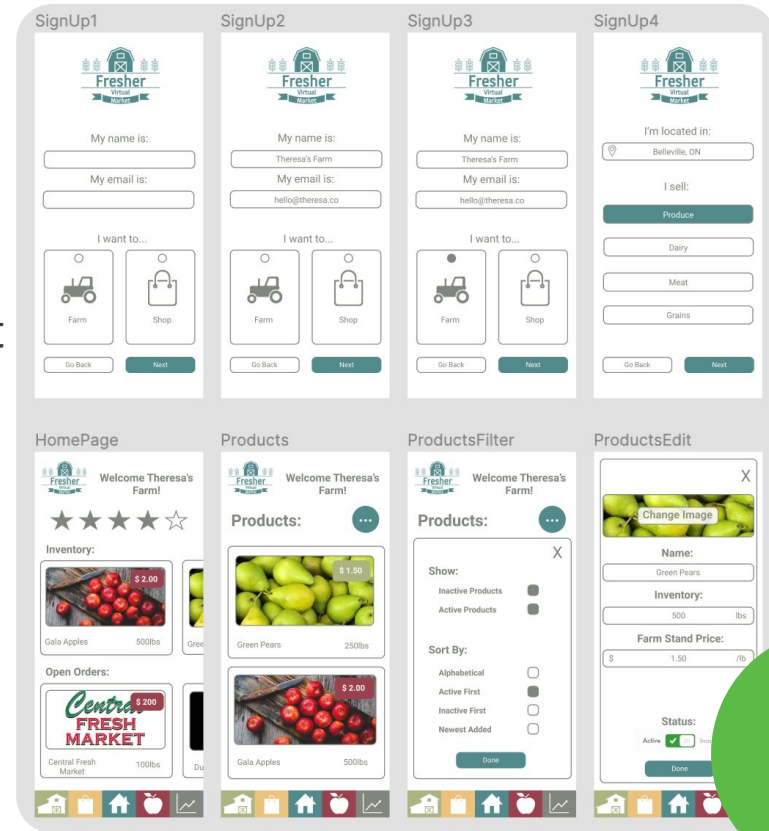 SignUp1
Fresher
Virtual
Market
My name is:
My email is:
I want to...
Farm
Shop
Go Back
Next
SignUp2
Fresher
Virtual
Market
My name is:
Theresa's Farm
My email is:
hello@theresa.co
I want to...
Farm
Shop
Go Back
Next
SignUp3
Fresher
Virtual
Market
My name is:
Theresa's Farm
My email is:
hello@theresa.co
I want to...
Farm
Shop
Go Back
Next
SignUp4
Fresher
Virtual
Market
I'm located in:
Belleville, ON
I sell:
Produce
Dairy
Meat
Grains
Go Back
Next
HomePage
Fresher
Virtual
Market
Welcome Theresa's
Farm!
Inventory:
$ 2.00
Gala Apples
500lbs
Gree
Open Orders:
Central
$ 200
FRESH
MARKET
Central Fresh
Market
100lbs
Du
Products
Fresher
Virtual
Market
Welcome Theresa's
Farm!
Products:
$ 1.50
Green Pears
250lbs
$ 2.00
Gala Apples
500lbs
ProductsFilter
Fresher
Virtual
Market
Welcome Theresa's
Farm!
Products:
X
Show:
Inactive Products
Active Products
Sort By:
Alphabetical
Active First
Inactive First
Newest Added
Done
ProductsEdit
X
Change Image
Name:
Green Pears
Inventory:
500 lbs
Farm Stand Price:
$ 1.50 /lb
Status:
Active
Done